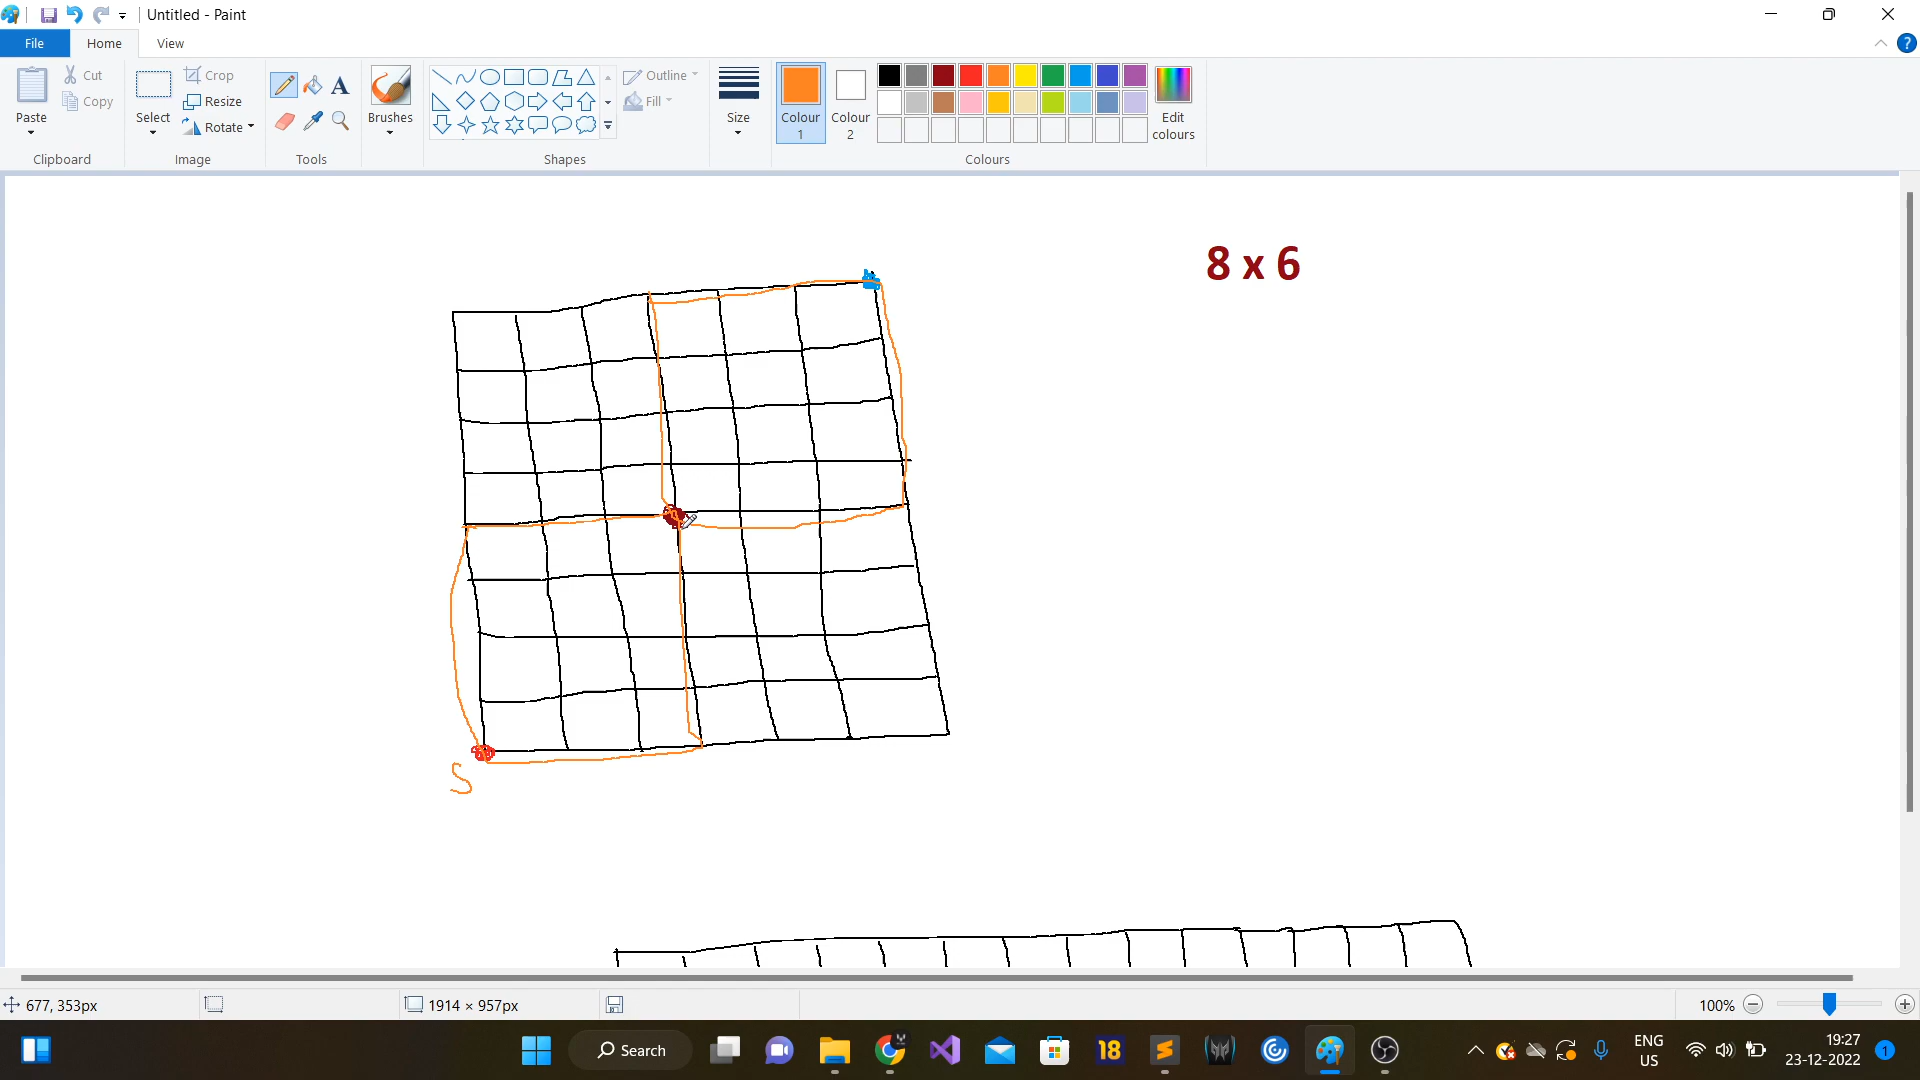 Untitled - Paint
File Home View
Paste
Cut
Copy
Clipboard
Select
Crop
Resize
Rotate
Image
Tools
Brushes
Outline
Fill
Shapes
Size
Colour 1
Colour 2
Edit colours
Colours
8 x 6
S
677, 353px
1914 × 957px
100%
Search
18
ENG
US
19:27
23-12-2022
1